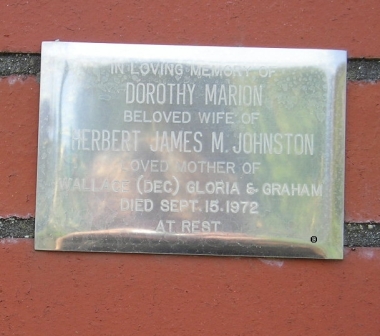 IN LOVING MEMORY OF
DOROTHY MARION
BELOVED WIFE OF
HERBERT JAMES M. JOHNSTON
LOVED MOTHER OF
WALLACE (DEC) GLORIA & GRAHAM
DIED SEPT. 15. 1972
AT REST